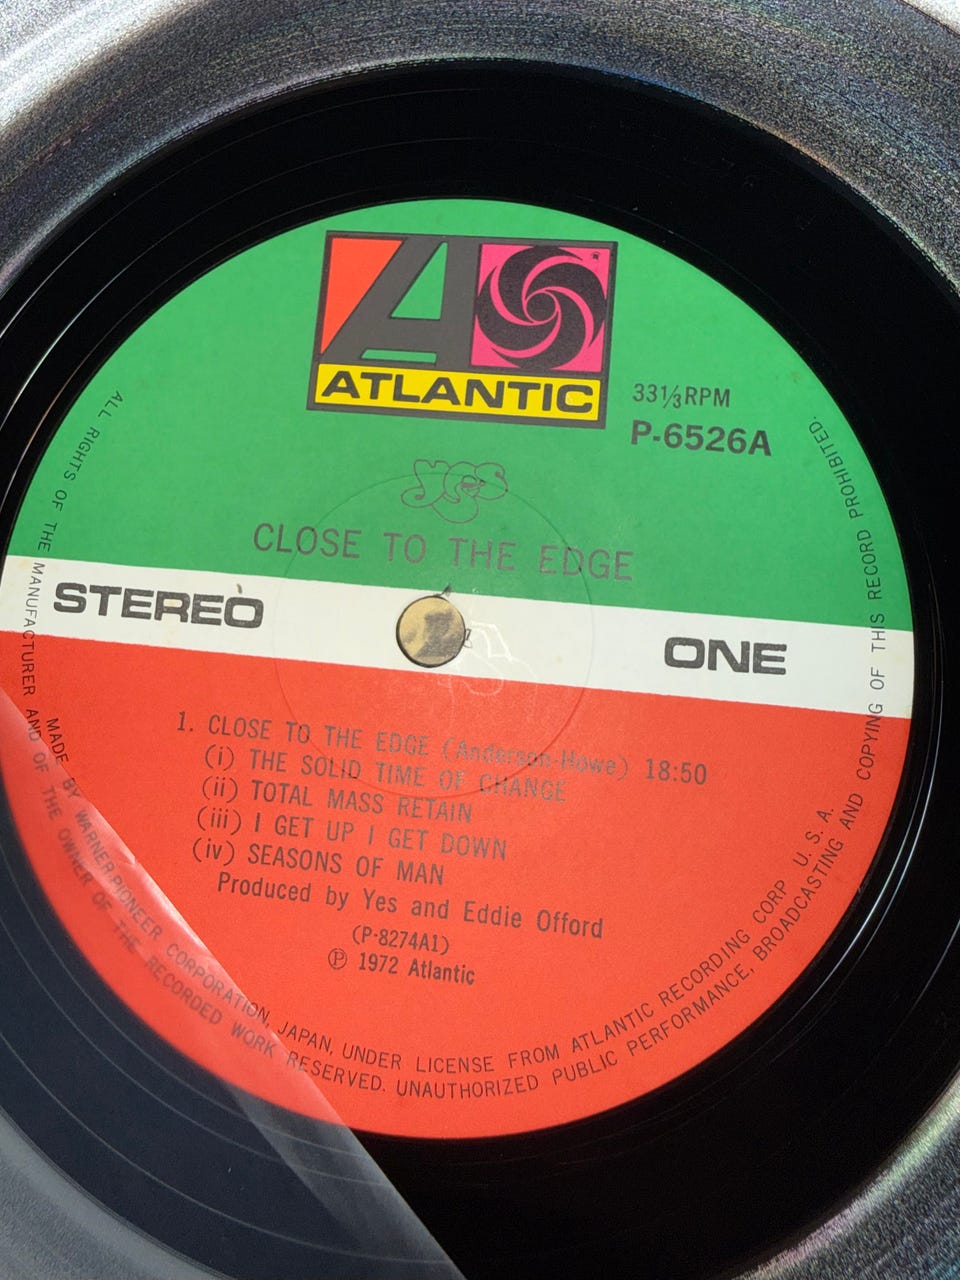 ATLANTIC
33⅓RPM
P-6526A
yes
CLOSE TO THE EDGE
STEREO
ONE
1. CLOSE TO THE EDGE (Anderson-Howe) 18:50
(i) THE SOLID TIME OF CHANGE
(ii) TOTAL MASS RETAIN
(iii) I GET UP I GET DOWN
(iv) SEASONS OF MAN
Produced by Yes and Eddie Offord
(P-8274A1)
Ⓟ 1972 Atlantic
MADE BY WARNER-PIONEER CORPORATION, JAPAN, UNDER LICENSE FROM ATLANTIC RECORDING CORP U. S. A.
ALL RIGHTS OF THE MANUFACTURER AND OF THE OWNER OF THE RECORDED WORK RESERVED. UNAUTHORIZED PUBLIC PERFORMANCE, BROADCASTING AND COPYING OF THIS RECORD PROHIBITED.